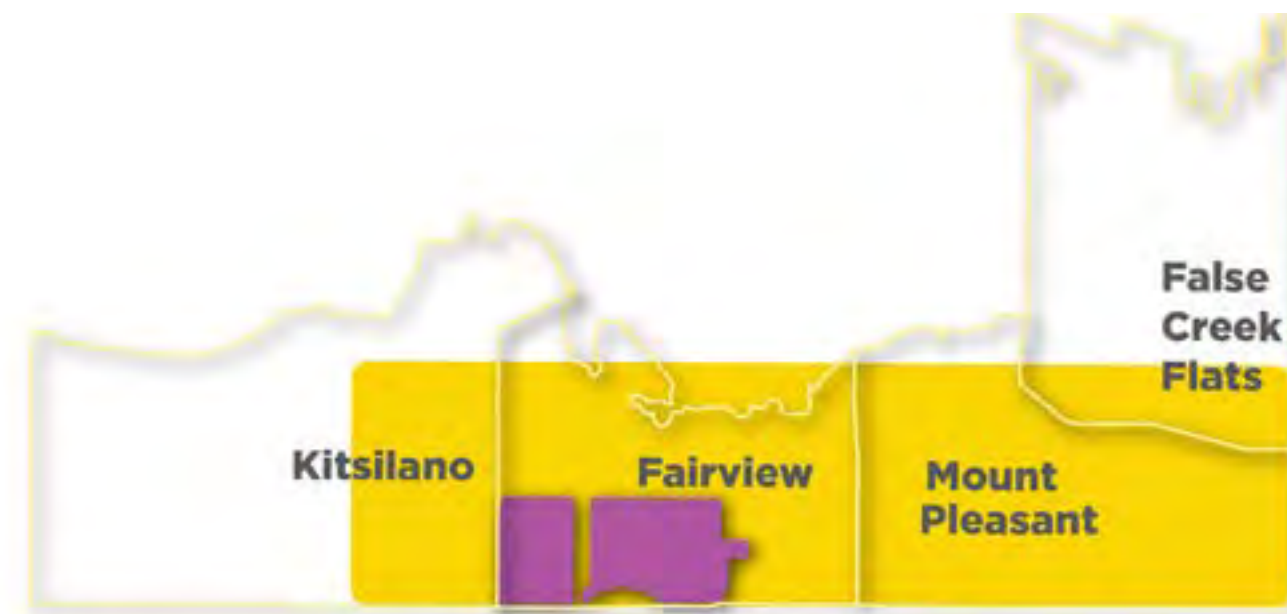 False
Creek
Flats
Kitsilano
Fairview
Mount
Pleasant